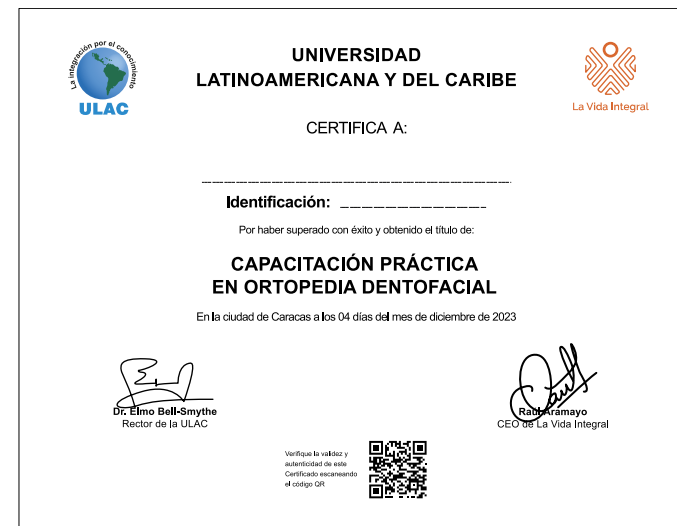 La integración por el conocimiento
ULAC
UNIVERSIDAD
LATINOAMERICANA Y DEL CARIBE
La Vida Integral
CERTIFICA A:
Identificación:
Por haber superado con éxito y obtenido el título de:
CAPACITACIÓN PRÁCTICA
EN ORTOPEDIA DENTOFACIAL
En la ciudad de Caracas a los 04 días del mes de diciembre de 2023
Dr. Elmo Bell-Smythe
Rector de la ULAC
Raúl Aramayo
CEO de La Vida Integral
Verifique la validez y
autenticidad de este
Certificado escaneando
el código QR